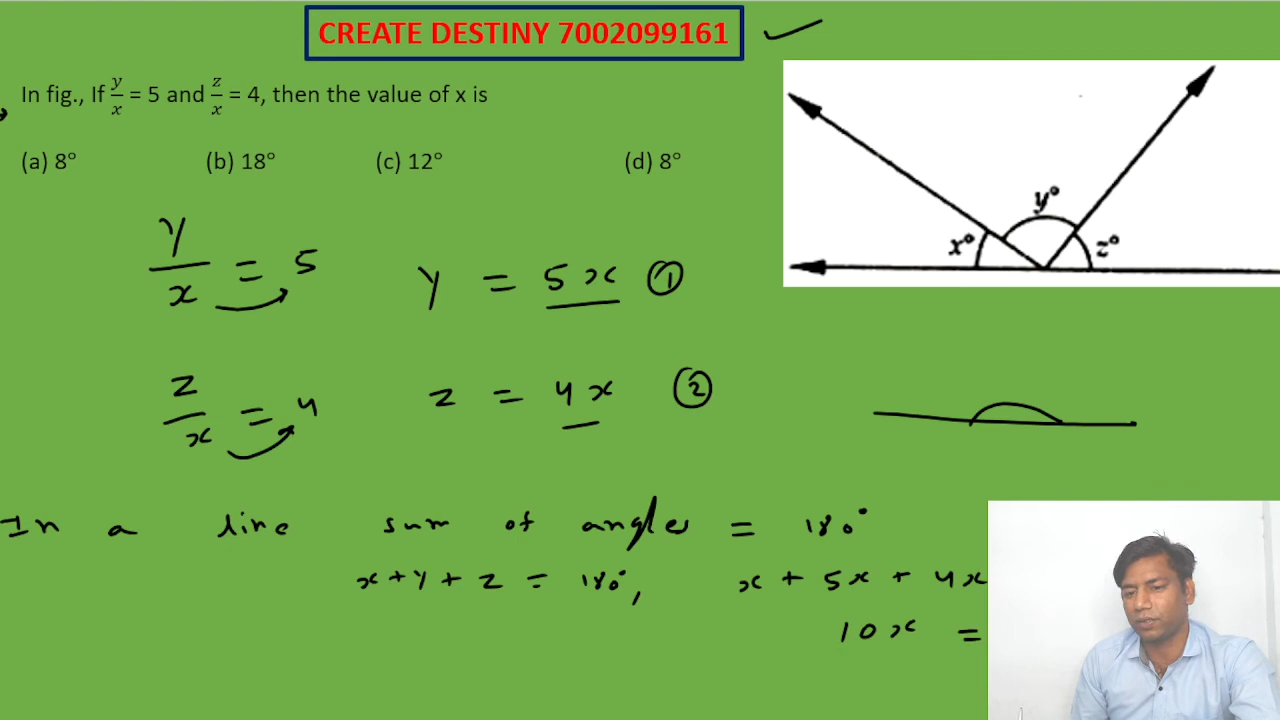 CREATE DESTINY 7002099161
In fig., If y/x = 5 and z/x = 4, then the value of x is
(a) 8° (b) 18° (c) 12° (d) 8°
x° y° z°
y/x = 5 y = 5x ①
z/x = 4 z = 4x ②
In a line sum of angles = 180°
x + y + z = 180°, x + 5x + 4x
10x =